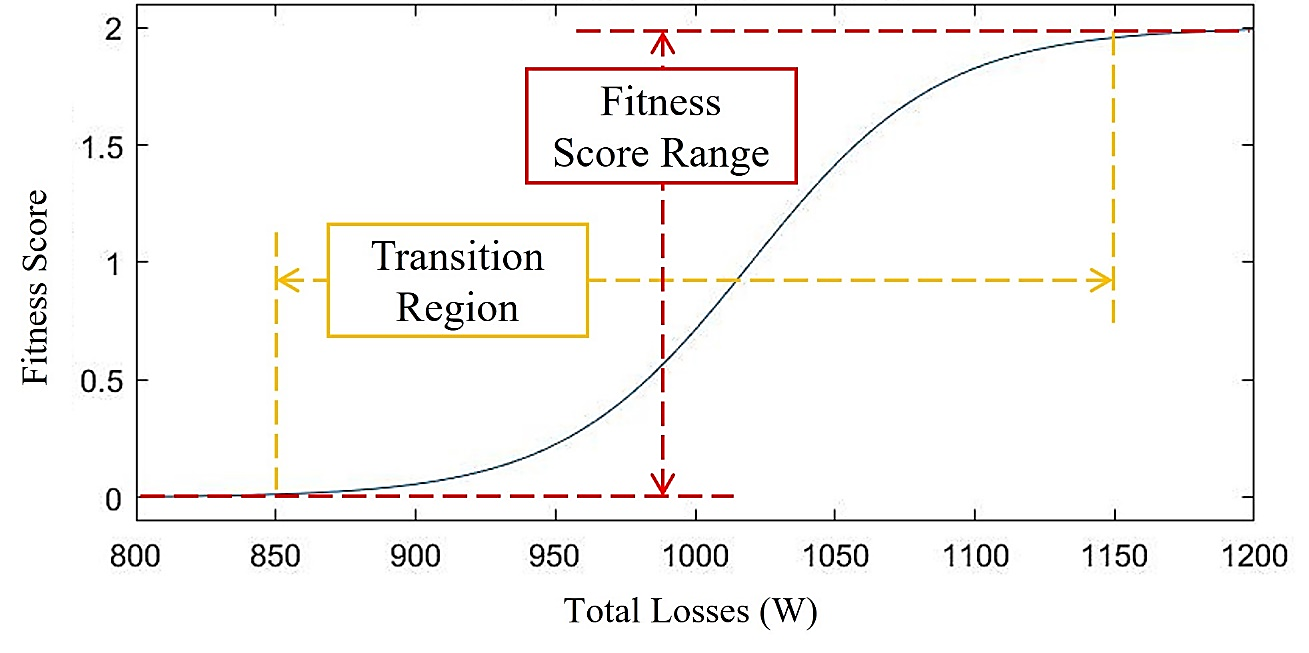 2
Fitness
Score Range
1.5
Transition
Region
1
0.5
0
Fitness Score
800 850 900 950 1000 1050 1100 1150 1200
Total Losses (W)